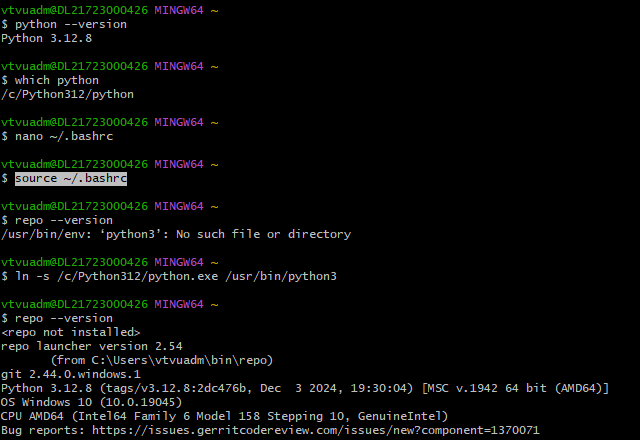 vtvuadm@DL21723000426 MINGW64 ~
$ python --version
Python 3.12.8
vtvuadm@DL21723000426 MINGW64 ~
$ which python
/c/Python312/python
vtvuadm@DL21723000426 MINGW64 ~
$ nano ~/.bashrc
vtvuadm@DL21723000426 MINGW64 ~
$ source ~/.bashrc
vtvuadm@DL21723000426 MINGW64 ~
$ repo --version
/usr/bin/env: ‘python3’: No such file or directory
vtvuadm@DL21723000426 MINGW64 ~
$ ln -s /c/Python312/python.exe /usr/bin/python3
vtvuadm@DL21723000426 MINGW64 ~
$ repo --version
<repo not installed>
repo launcher version 2.54
(from C:\Users\vtvuadm\bin\repo)
git 2.44.0.windows.1
Python 3.12.8 (tags/v3.12.8:2dc476b, Dec  3 2024, 19:30:04) [MSC v.1942 64 bit (AMD64)]
OS Windows 10 (10.0.19045)
CPU AMD64 (Intel64 Family 6 Model 158 Stepping 10, GenuineIntel)
Bug reports: https://issues.gerritcodereview.com/issues/new?component=1370071